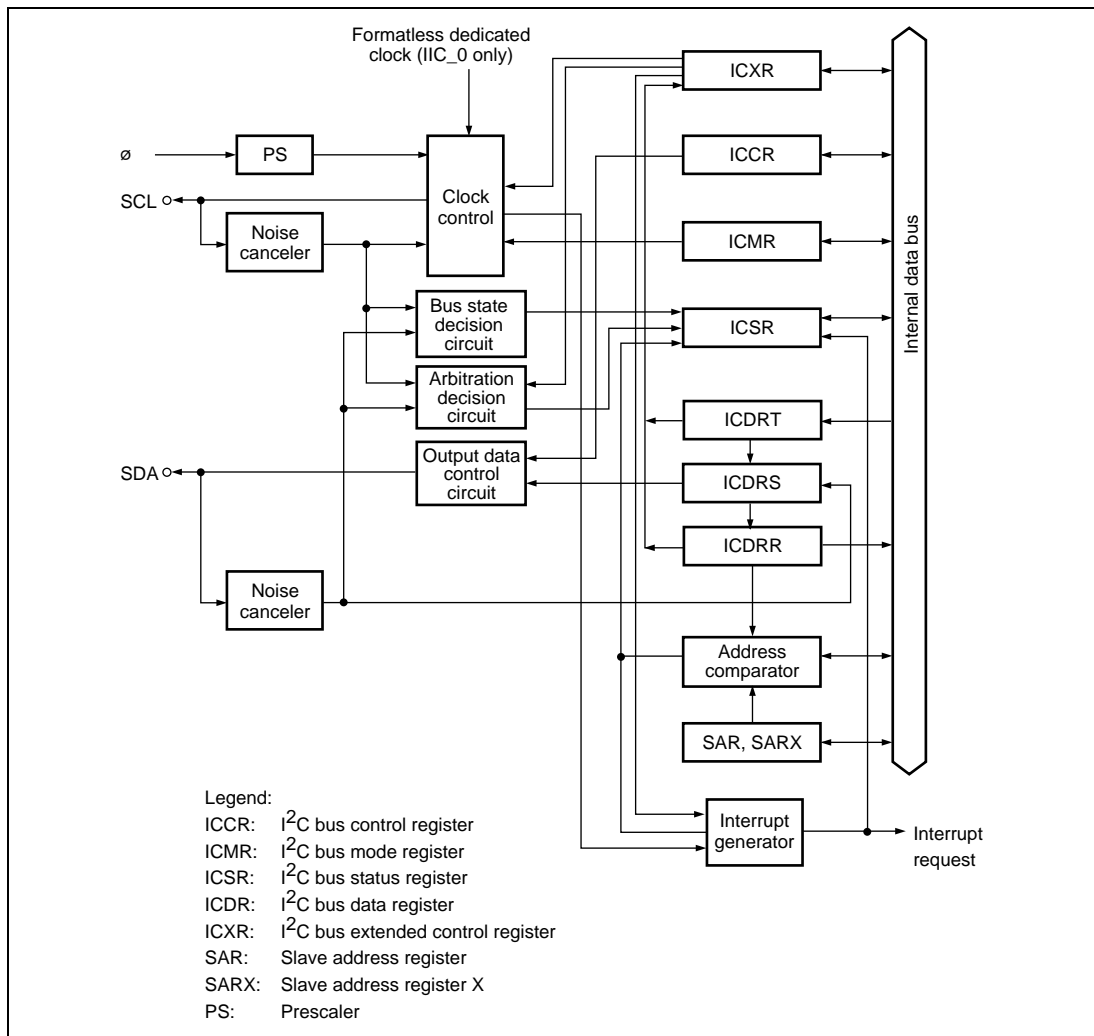 Formatless dedicated
clock (IIC_0 only)
ø
PS
SCL
Noise
canceler
Clock
control
Bus state
decision
circuit
Arbitration
decision
circuit
Output data
control
circuit
SDA
Noise
canceler
ICXR
ICCR
ICMR
ICSR
ICDRT
ICDRS
ICDRR
Address
comparator
SAR, SARX
Interrupt
generator
Interrupt
request
Internal data bus
Legend:
ICCR: I²C bus control register
ICMR: I²C bus mode register
ICSR: I²C bus status register
ICDR: I²C bus data register
ICXR: I²C bus extended control register
SAR: Slave address register
SARX: Slave address register X
PS: Prescaler